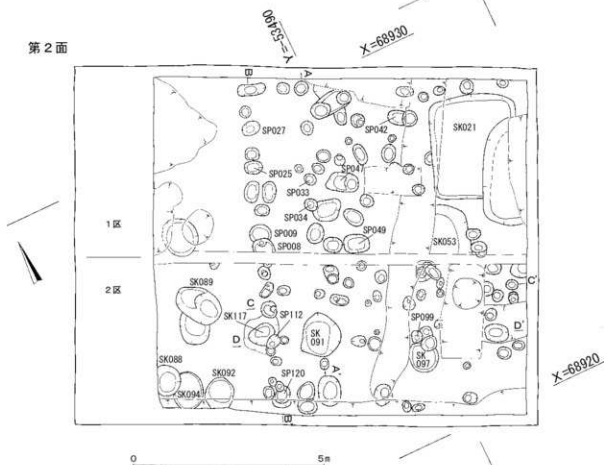 第2面
Y=-53490
X=68930
B
A
SP027
SP042
SK021
SP025
SP047
SP033
SP034
1区
SP009
SP049
SP008
SK053
2区
C'
SK089
C
SK117
SP112
D
SK
091
SP099
D'
SK
097
X=68920
SK088
SK092
A'
SP120
SK094
B'
0
5m